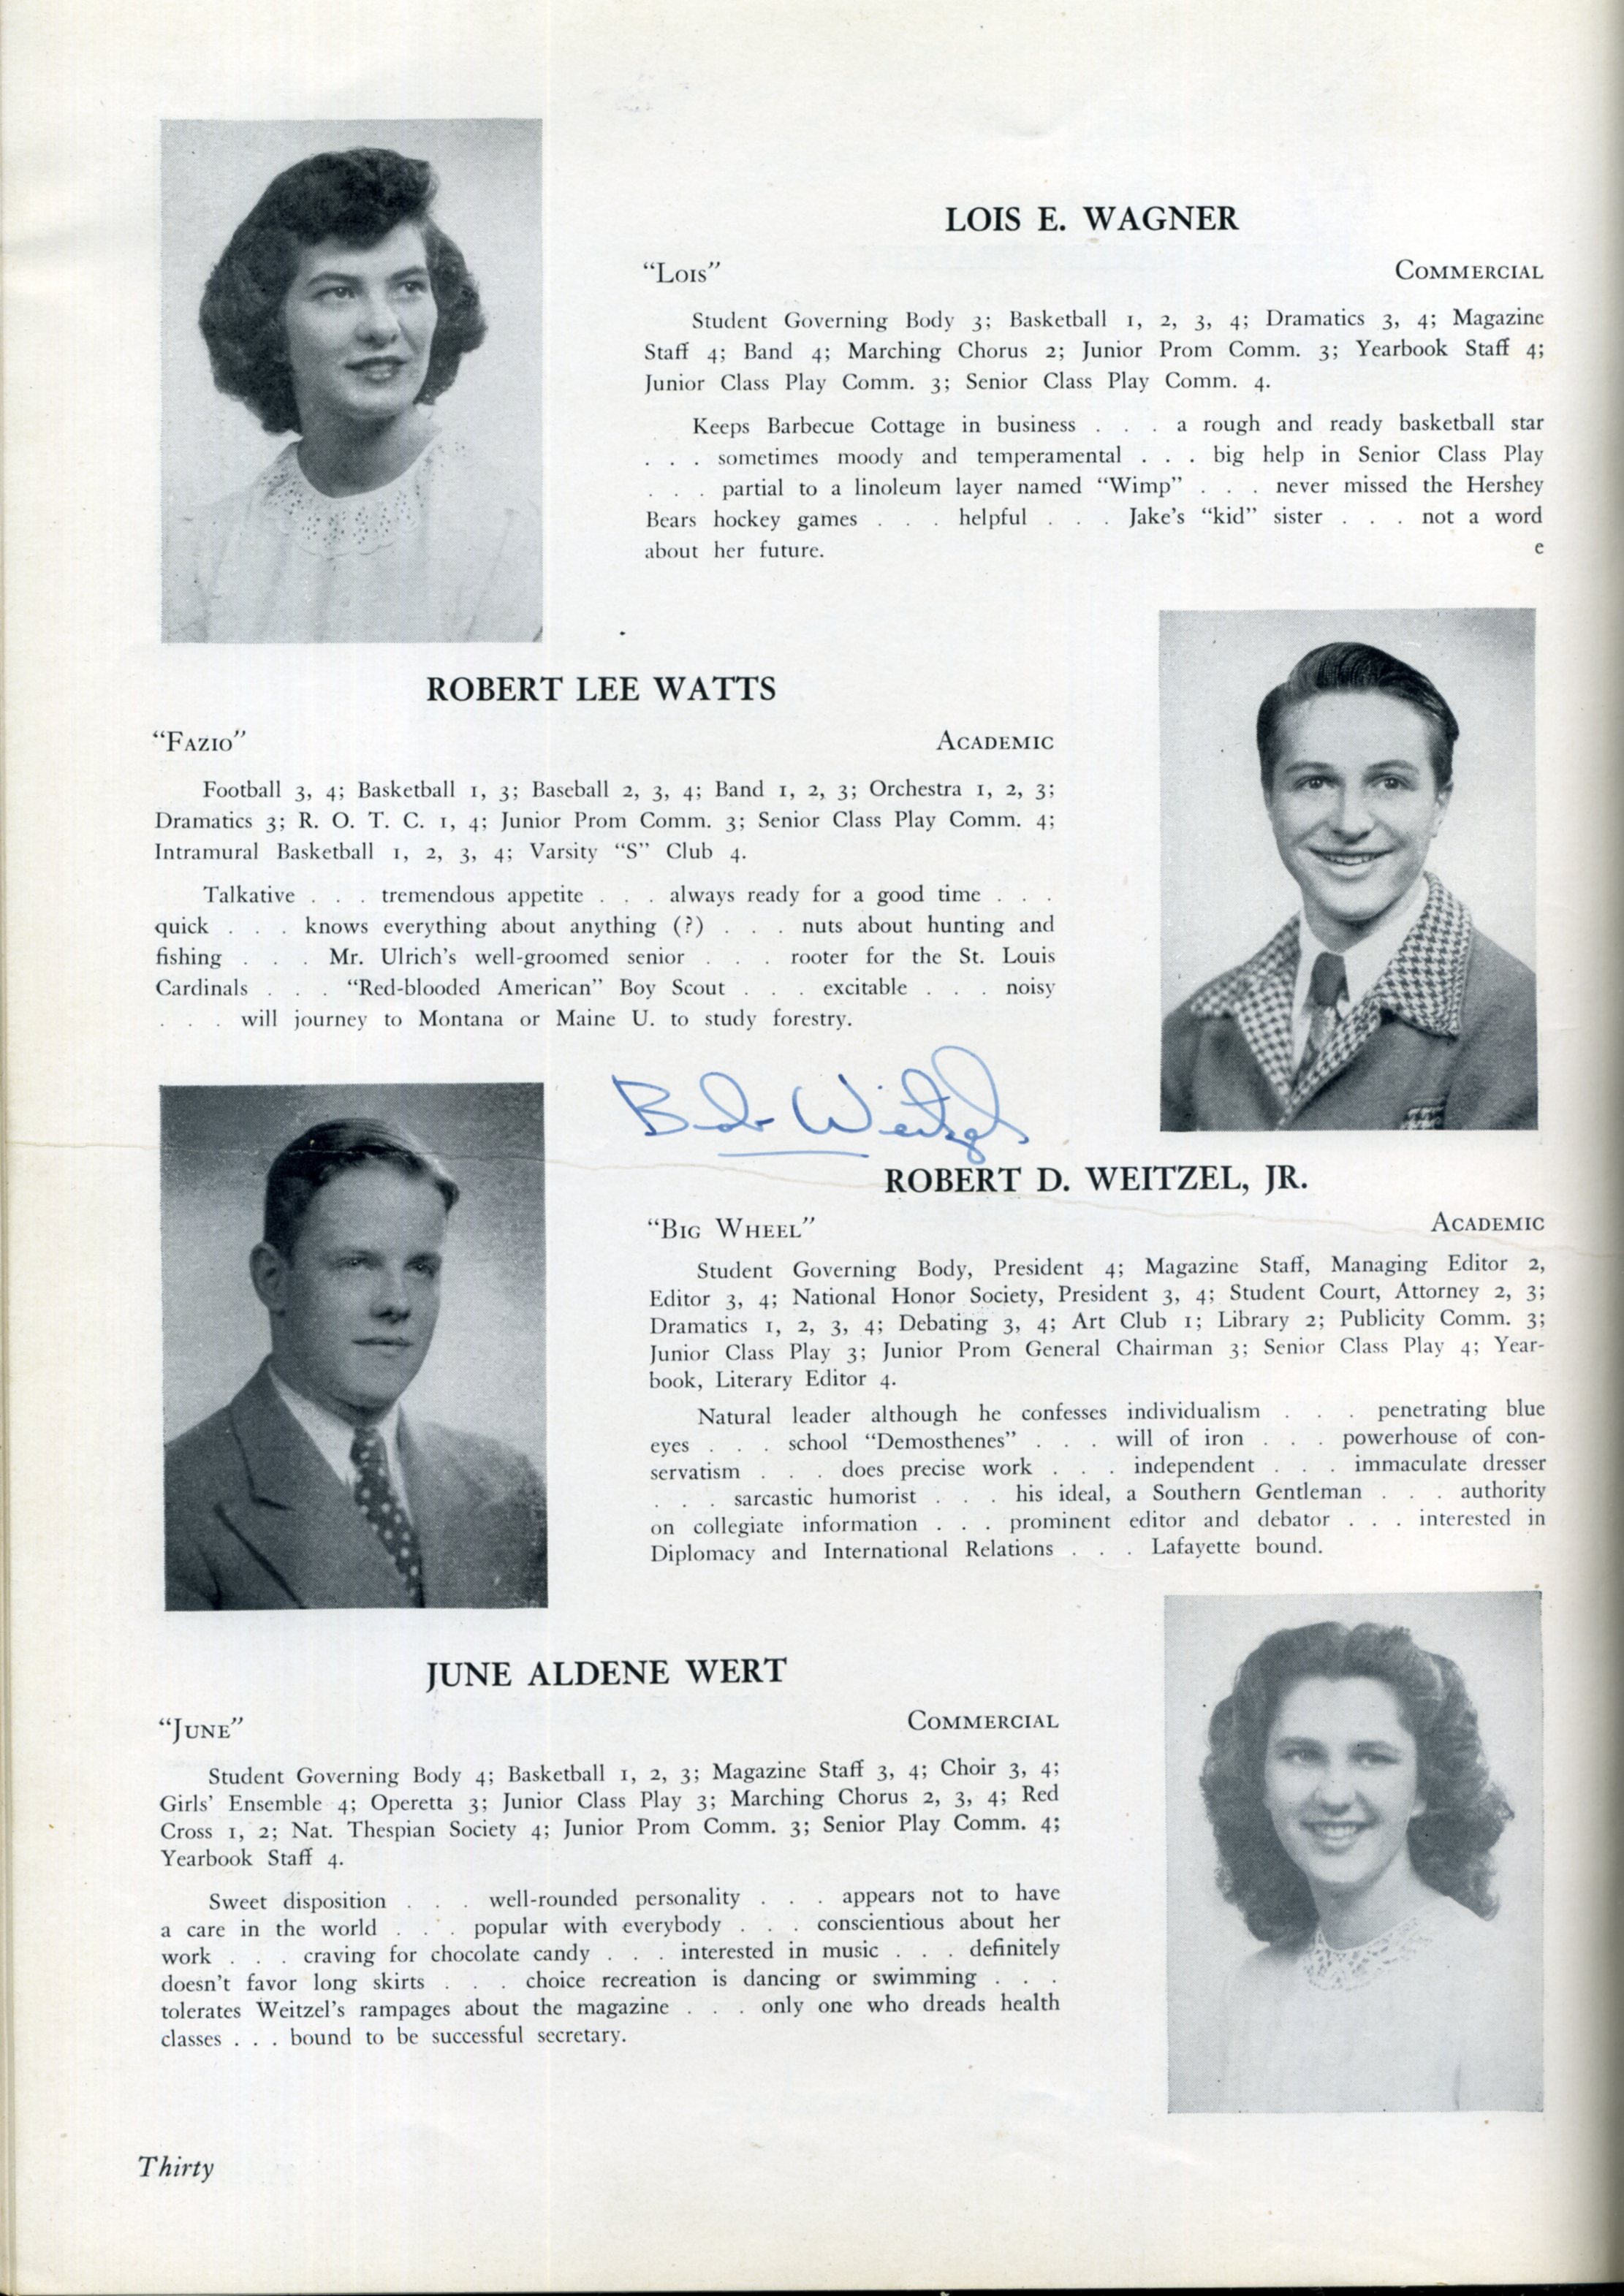 LOIS E. WAGNER
“Lois” Commercial
Student Governing Body 3; Basketball 1, 2, 3, 4; Dramatics 3, 4; Magazine
Staff 4; Band 4; Marching Chorus 2; Junior Prom Comm. 3; Yearbook Staff 4;
Junior Class Play Comm. 3; Senior Class Play Comm. 4.
Keeps Barbecue Cottage in business . . . a rough and ready basketball star
. . . sometimes moody and temperamental . . . big help in Senior Class Play
. . . partial to a linoleum layer named “Wimp” . . . never missed the Hershey
Bears hockey games . . . helpful . . . Jake’s “kid” sister . . . not a word
about her future. e
ROBERT LEE WATTS
“Fazio” Academic
Football 3, 4; Basketball 1, 3; Baseball 2, 3, 4; Band 1, 2, 3; Orchestra 1, 2, 3;
Dramatics 3; R. O. T. C. 1, 4; Junior Prom Comm. 3; Senior Class Play Comm. 4;
Intramural Basketball 1, 2, 3, 4; Varsity “S” Club 4.
Talkative . . . tremendous appetite . . . always ready for a good time . . .
quick . . . knows everything about anything (?) . . . nuts about hunting and
fishing . . . Mr. Ulrich’s well-groomed senior . . . rooter for the St. Louis
Cardinals . . . “Red-blooded American” Boy Scout . . . excitable . . . noisy
. . . will journey to Montana or Maine U. to study forestry.
Bob Weitzel
ROBERT D. WEITZEL, JR.
“Big Wheel” Academic
Student Governing Body, President 4; Magazine Staff, Managing Editor 2,
Editor 3, 4; National Honor Society, President 3, 4; Student Court, Attorney 2, 3;
Dramatics 1, 2, 3, 4; Debating 3, 4; Art Club 1; Library 2; Publicity Comm. 3;
Junior Class Play 3; Junior Prom General Chairman 3; Senior Class Play 4; Year-
book, Literary Editor 4.
Natural leader although he confesses individualism . . . penetrating blue
eyes . . . school “Demosthenes” . . . will of iron . . . powerhouse of con-
servatism . . . does precise work . . . independent . . . immaculate dresser
. . . sarcastic humorist . . . his ideal, a Southern Gentleman . . . authority
on collegiate information . . . prominent editor and debator . . . interested in
Diplomacy and International Relations . . . Lafayette bound.
JUNE ALDENE WERT
“June” Commercial
Student Governing Body 4; Basketball 1, 2, 3; Magazine Staff 3, 4; Choir 3, 4;
Girls’ Ensemble 4; Operetta 3; Junior Class Play 3; Marching Chorus 2, 3, 4; Red
Cross 1, 2; Nat. Thespian Society 4; Junior Prom Comm. 3; Senior Play Comm. 4;
Yearbook Staff 4.
Sweet disposition . . . well-rounded personality . . . appears not to have
a care in the world . . . popular with everybody . . . conscientious about her
work . . . craving for chocolate candy . . . interested in music . . . definitely
doesn’t favor long skirts . . . choice recreation is dancing or swimming . . .
tolerates Weitzel’s rampages about the magazine . . . only one who dreads health
classes . . . bound to be successful secretary.
Thirty